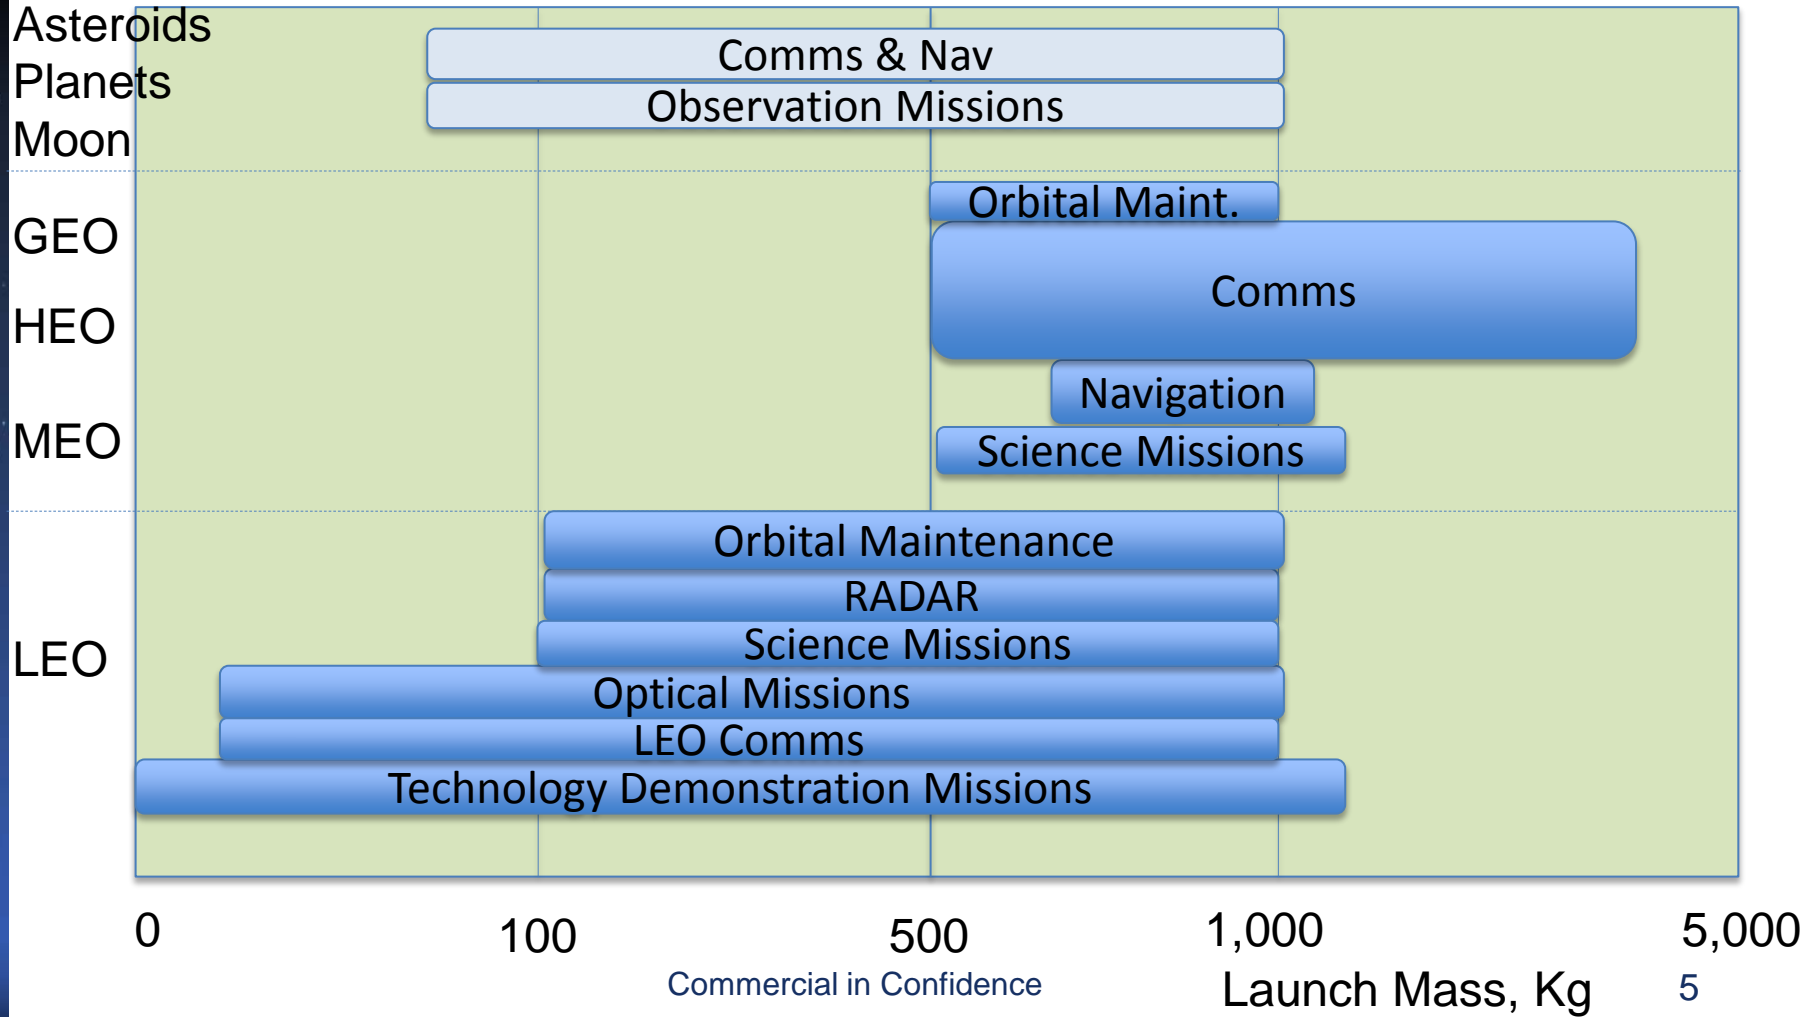 Asteroids
Planets
Moon
Comms & Nav
Observation Missions
GEO
HEO
MEO
Orbital Maint.
Comms
Navigation
Science Missions
LEO
Orbital Maintenance
RADAR
Science Missions
Optical Missions
LEO Comms
Technology Demonstration Missions
0
100
500
1,000
5,000
Commercial in Confidence
Launch Mass, Kg
5